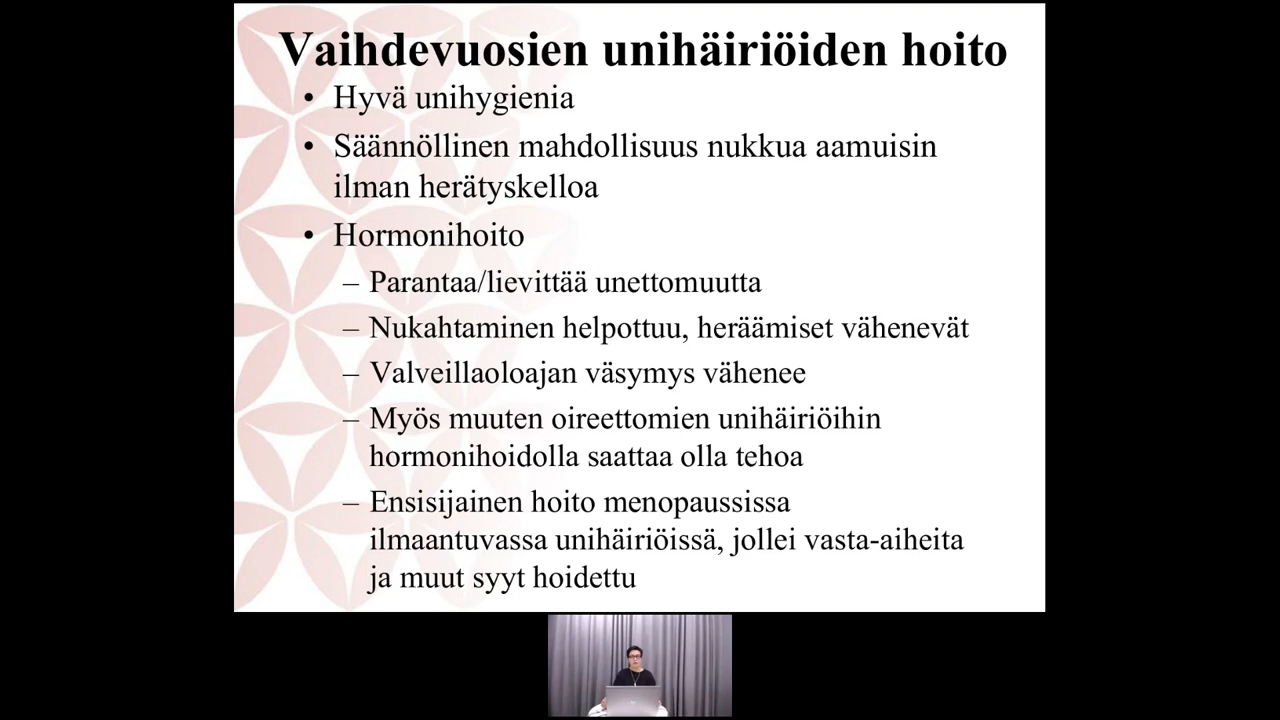 Vaihdevuosien unihäiriöiden hoito
• Hyvä unihygienia
• Säännöllinen mahdollisuus nukkua aamuisin
ilman herätyskelloa
• Hormonihoito
– Parantaa/lievittää unettomuutta
– Nukahtaminen helpottuu, heräämiset vähenevät
– Valveillaoloajan väsymys vähenee
– Myös muuten oireettomien unihäiriöihin
hormonihoidolla saattaa olla tehoa
– Ensisijainen hoito menopaussissa
ilmaantuvassa unihäiriöissä, jollei vasta-aiheita
ja muut syyt hoidettu